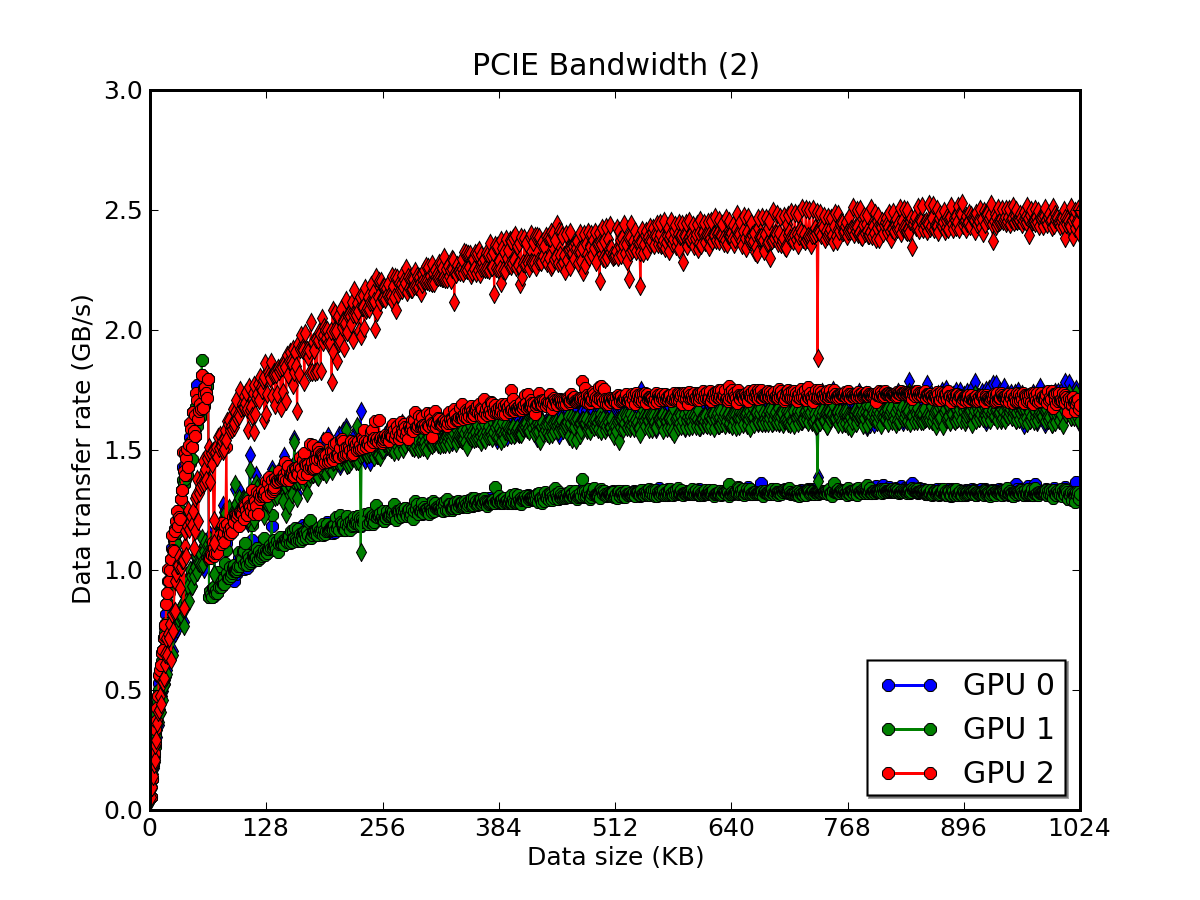 PCIE Bandwidth (2)
Data transfer rate (GB/s)
3.0
2.5
2.0
1.5
1.0
0.5
0.0
0 128 256 384 512 640 768 896 1024
Data size (KB)
GPU 0
GPU 1
GPU 2